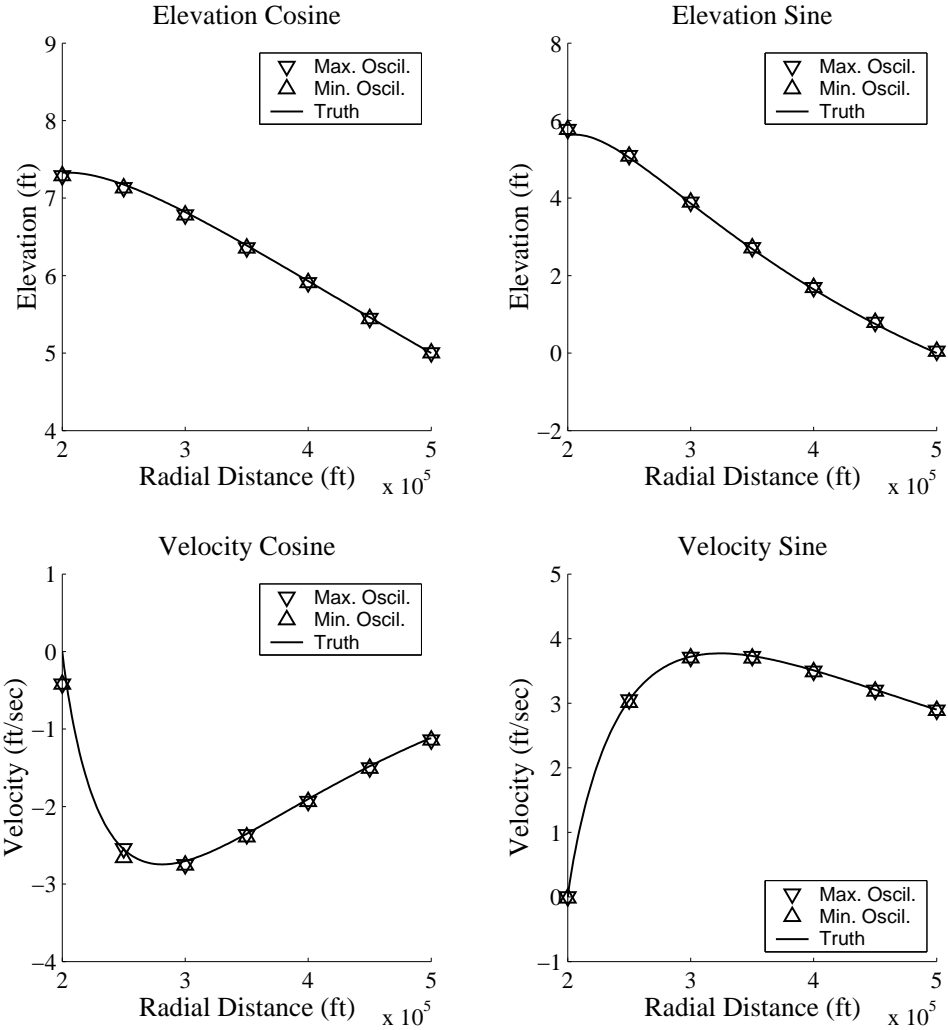 Elevation Cosine
Elevation (ft)
9
8
7
6
5
4
Max. Oscil.
Min. Oscil.
Truth
2 3 4 5
Radial Distance (ft)
x 10^5
Elevation Sine
Elevation (ft)
8
6
4
2
0
−2
Max. Oscil.
Min. Oscil.
Truth
2 3 4 5
Radial Distance (ft)
x 10^5
Velocity Cosine
Velocity (ft/sec)
1
0
−1
−2
−3
−4
Max. Oscil.
Min. Oscil.
Truth
2 3 4 5
Radial Distance (ft)
x 10^5
Velocity Sine
Velocity (ft/sec)
5
4
3
2
1
0
−1
Max. Oscil.
Min. Oscil.
Truth
2 3 4 5
Radial Distance (ft)
x 10^5